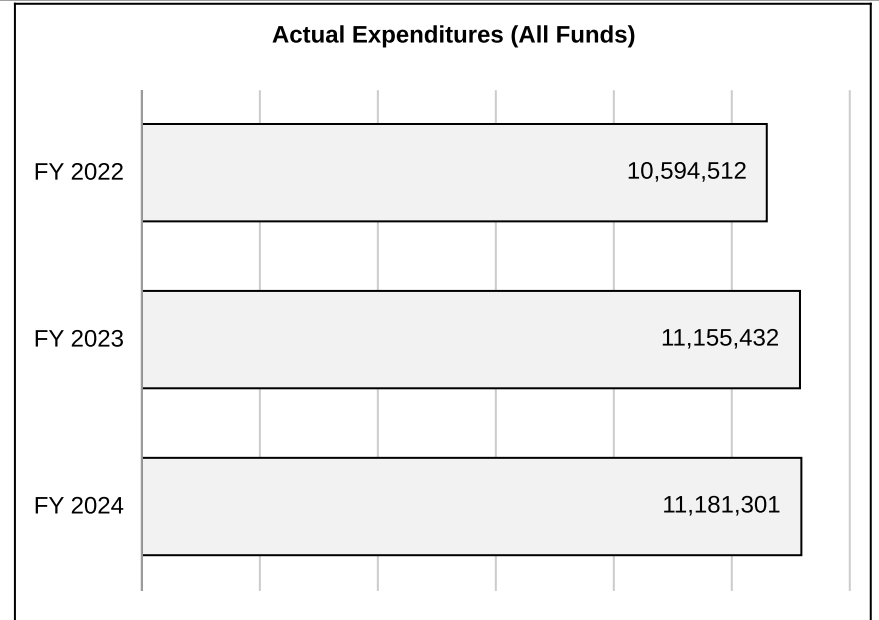 Actual Expenditures (All Funds)
FY 2022 10,594,512
FY 2023 11,155,432
FY 2024 11,181,301